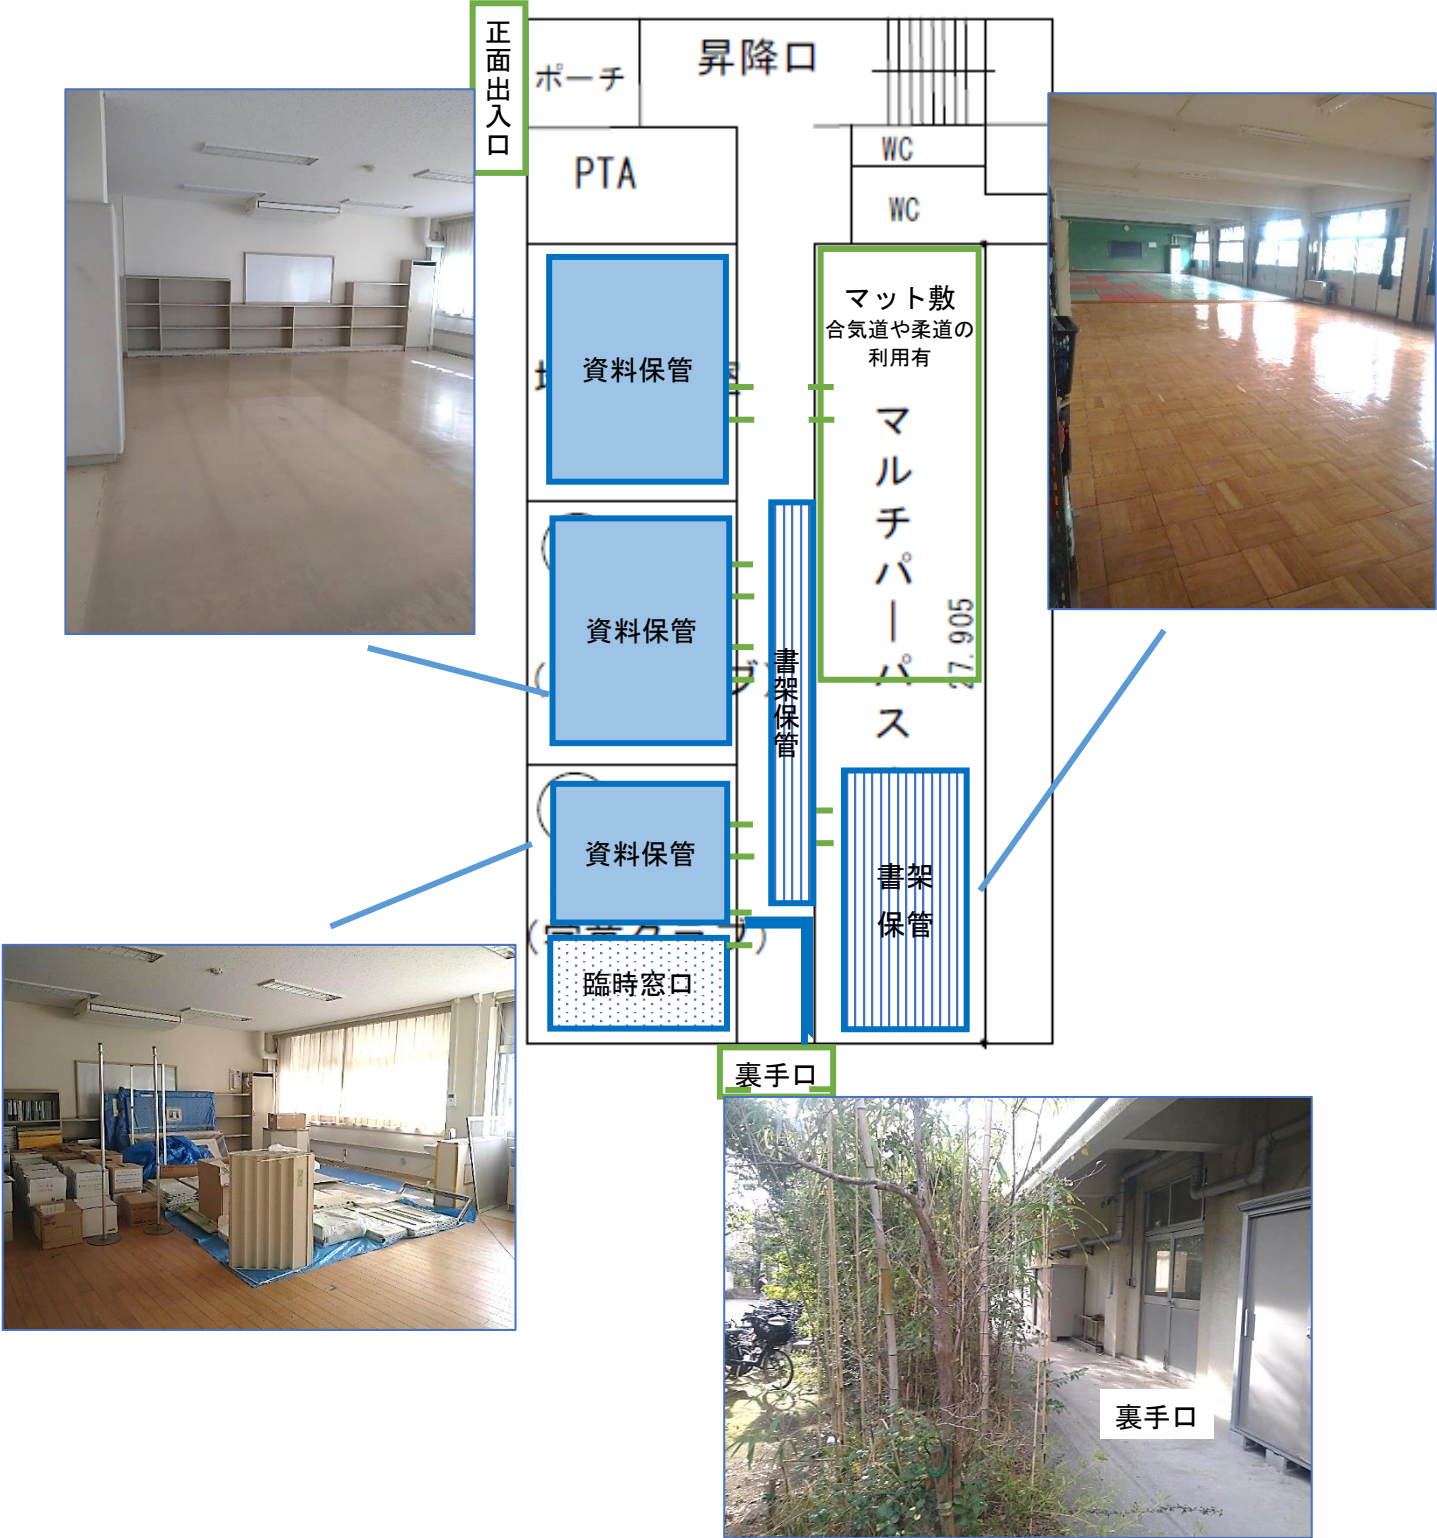 正面出入口
ポーチ
昇降口
PTA
WC
WC
マット敷
合気道や柔道の
利用有
資料保管
マルチパーパス
27.905
資料保管
書架保管
資料保管
書架
保管
臨時窓口
裏手口
裏手口